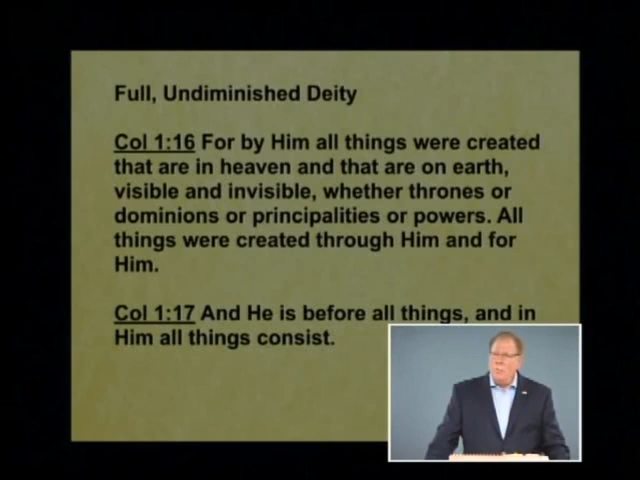 Full, Undiminished Deity
Col 1:16 For by Him all things were created
that are in heaven and that are on earth,
visible and invisible, whether thrones or
dominions or principalities or powers. All
things were created through Him and for
Him.
Col 1:17 And He is before all things, and in
Him all things consist.